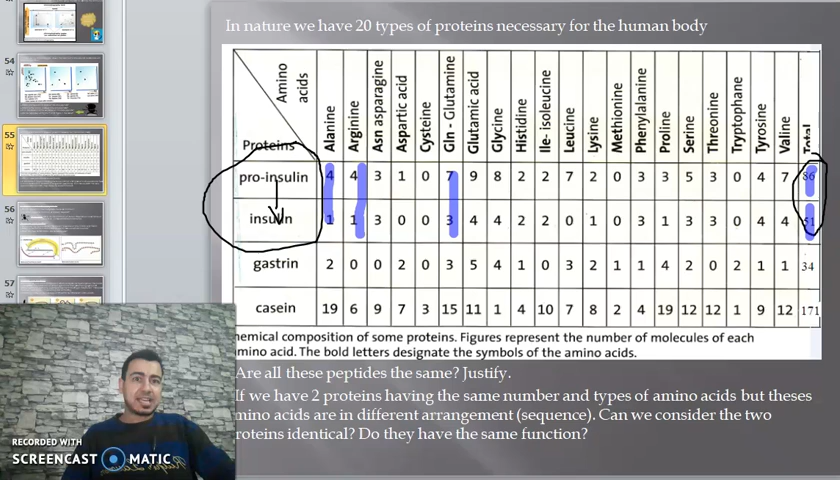 In nature we have 20 types of proteins necessary for the human body
Amino acids Proteins Alanine Arginine Asn asparagine Aspartic acid Cysteine Gln - Glutamine Glutamic acid Glycine Histidine Ile- isoleucine Leucine Lysine Methionine Phenylalanine Proline Serine Threonine Tryptophane Tyrosine Valine Total
pro-insulin 4 4 3 1 0 7 9 8 2 2 7 2 0 3 3 5 3 0 4 7 86
insulin 1 1 3 0 0 3 4 4 2 2 0 1 0 3 1 3 3 0 4 4 51
gastrin 2 0 0 2 0 3 5 4 1 0 3 2 1 1 4 2 0 2 1 1 34
casein 19 6 9 7 3 15 11 1 4 10 7 8 2 4 19 12 12 1 9 12 171
hemical composition of some proteins. Figures represent the number of molecules of each
mino acid. The bold letters designate the symbols of the amino acids.
Are all these peptides the same? Justify.
If we have 2 proteins having the same number and types of amino acids but theses
mino acids are in different arrangement (sequence). Can we consider the two
roteins identical? Do they have the same function?
54
55
56
57
RECORDED WITH
SCREENCAST MATIC